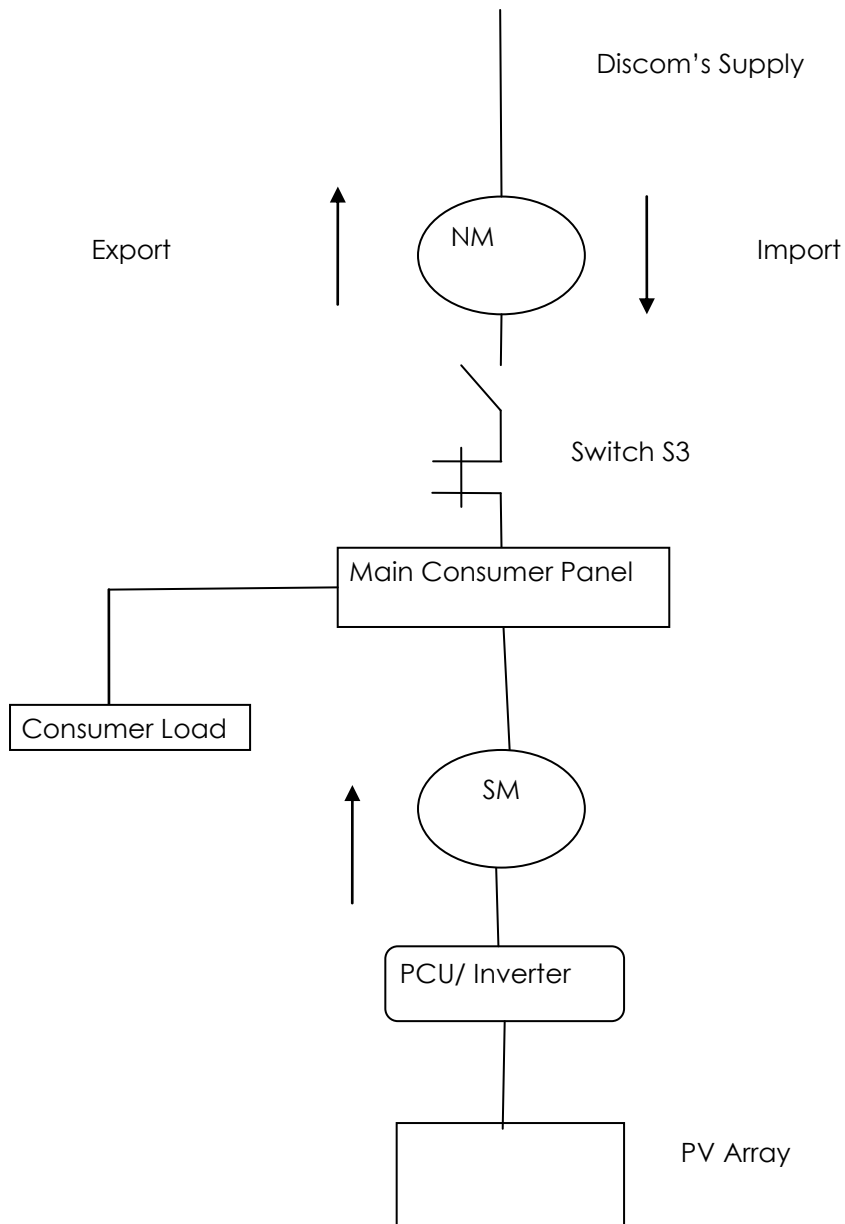 Discom’s Supply
NM
Export
Import
Switch S3
Main Consumer Panel
Consumer Load
SM
PCU/ Inverter
PV Array